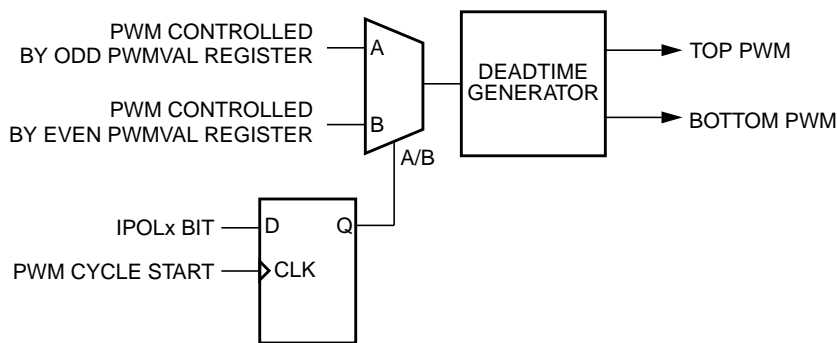 PWM CONTROLLED
BY ODD PWMVAL REGISTER
A
DEADTIME
GENERATOR
TOP PWM
PWM CONTROLLED
BY EVEN PWMVAL REGISTER
B
BOTTOM PWM
A/B
IPOLx BIT
D
Q
PWM CYCLE START
CLK